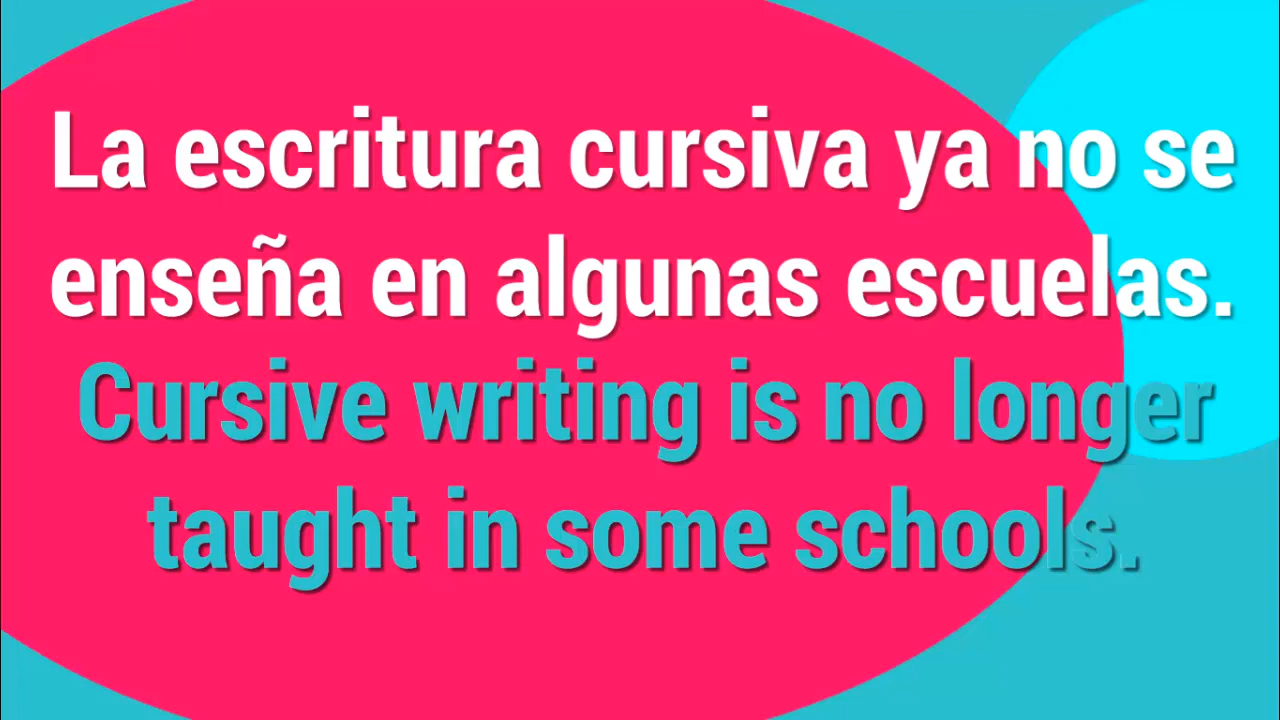 La escritura cursiva ya no se
enseña en algunas escuelas.
Cursive writing is no longer
taught in some schools.